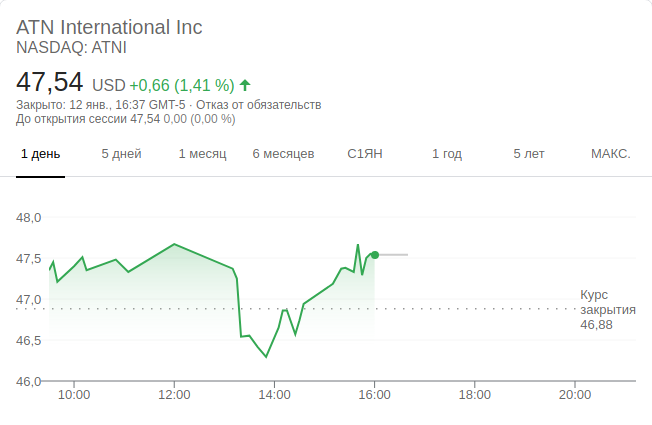 ATN International Inc
NASDAQ: ATNI
47,54 USD +0,66 (1,41 %)
Закрыто: 12 янв., 16:37 GMT-5 · Отказ от обязательств
До открытия сессии 47,54 0,00 (0,00 %)
1 день 5 дней 1 месяц 6 месяцев С1ЯН 1 год 5 лет МАКС.
48,0
47,5
47,0
Курс
закрытия
46,88
46,5
46,0
10:00 12:00 14:00 16:00 18:00 20:00